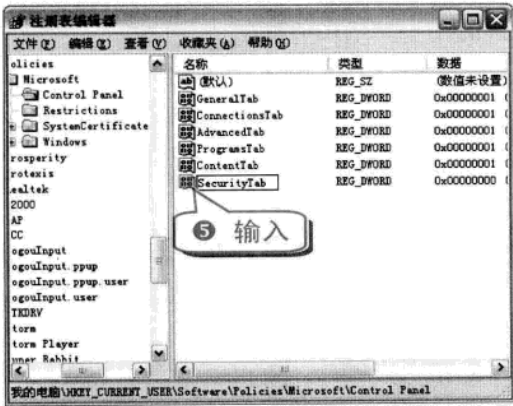 注册表编辑器
文件(F) 编辑(E) 查看(V) 收藏夹(A) 帮助(H)
olicies
Microsoft
Control Panel
Restrictions
SystemCertificate
Windows
rosperity
rotexis
ealtek
2000
AP
CC
ogouInput
ogouInput.ppup
ogouInput.ppup.user
ogouInput.user
TKDRV
torm
torm Player
uper Rabbit
名称 类型 数据
(默认) REG_SZ (数值未设置)
GeneralTab REG_DWORD 0x00000001 (
ConnectionsTab REG_DWORD 0x00000001 (
AdvancedTab REG_DWORD 0x00000001 (
ProgramsTab REG_DWORD 0x00000001 (
ContentTab REG_DWORD 0x00000001 (
SecurityTab REG_DWORD 0x00000000 (
❺ 输入
我的电脑\HKEY_CURRENT_USER\Software\Policies\Microsoft\Control Panel